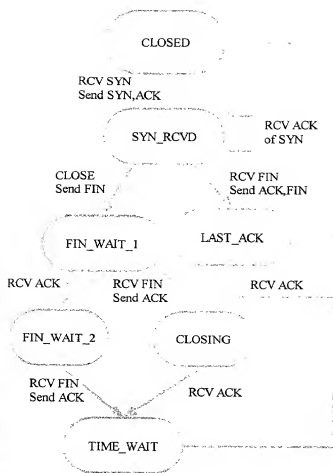 CLOSED
RCV SYN
Send SYN,ACK
SYN_RCVD
RCV ACK
of SYN
CLOSE
Send FIN
RCV FIN
Send ACK,FIN
FIN_WAIT_1
LAST_ACK
RCV ACK
RCV FIN
Send ACK
RCV ACK
FIN_WAIT_2
CLOSING
RCV FIN
Send ACK
RCV ACK
TIME_WAIT